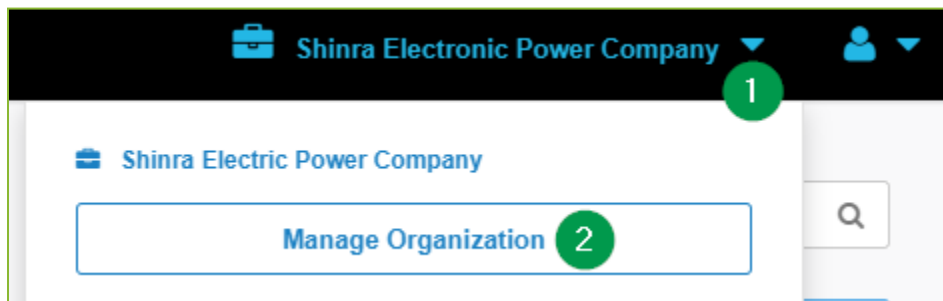 Shinra Electronic Power Company
1
Shinra Electric Power Company
Manage Organization 2